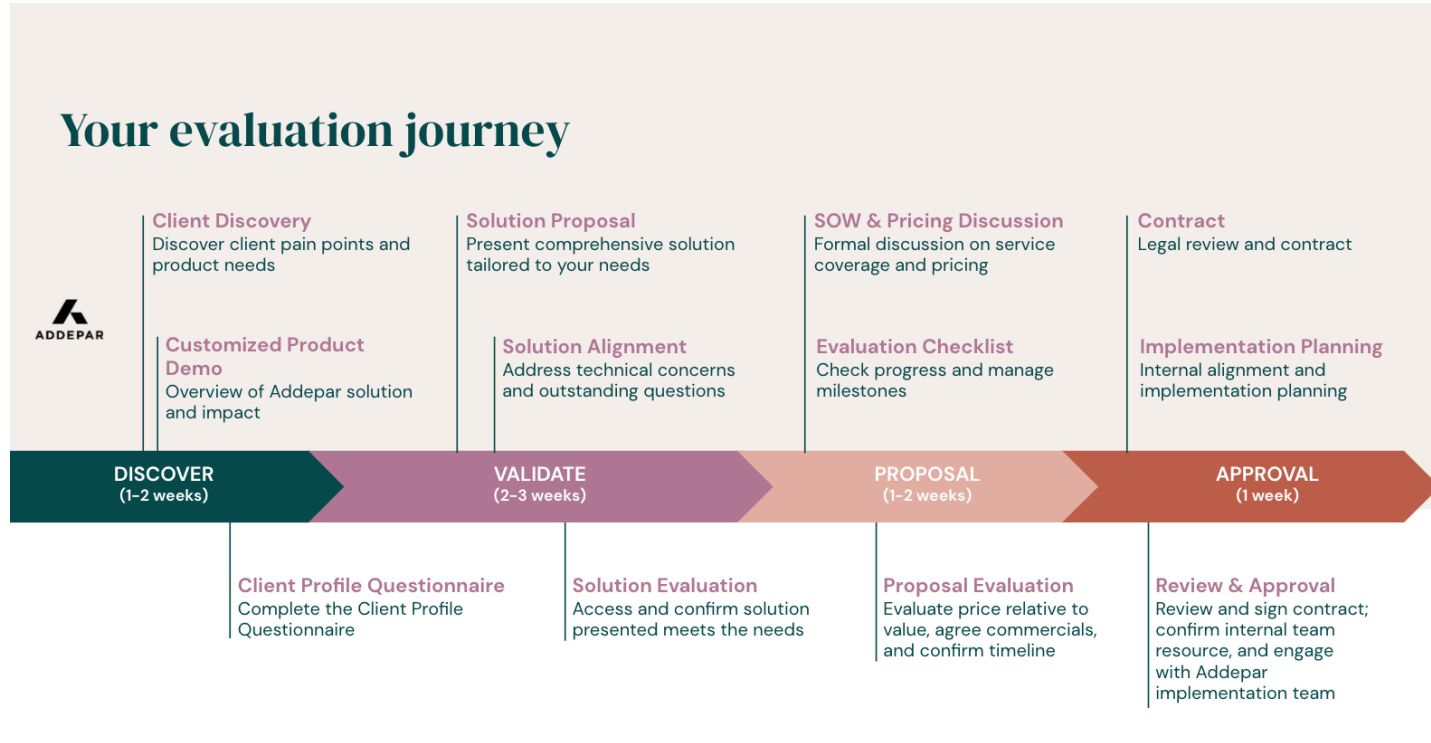 Your evaluation journey
Client Discovery
Discover client pain points and
product needs
Solution Proposal
Present comprehensive solution
tailored to your needs
SOW & Pricing Discussion
Formal discussion on service
coverage and pricing
Contract
Legal review and contract
ADDEPAR
Customized Product
Demo
Overview of Addepar solution
and impact
Solution Alignment
Address technical concerns
and outstanding questions
Evaluation Checklist
Check progress and manage
milestones
Implementation Planning
Internal alignment and
implementation planning
DISCOVER
(1-2 weeks)
VALIDATE
(2-3 weeks)
PROPOSAL
(1-2 weeks)
APPROVAL
(1 week)
Client Profile Questionnaire
Complete the Client Profile
Questionnaire
Solution Evaluation
Access and confirm solution
presented meets the needs
Proposal Evaluation
Evaluate price relative to
value, agree commercials,
and confirm timeline
Review & Approval
Review and sign contract;
confirm internal team
resource, and engage
with Addepar
implementation team